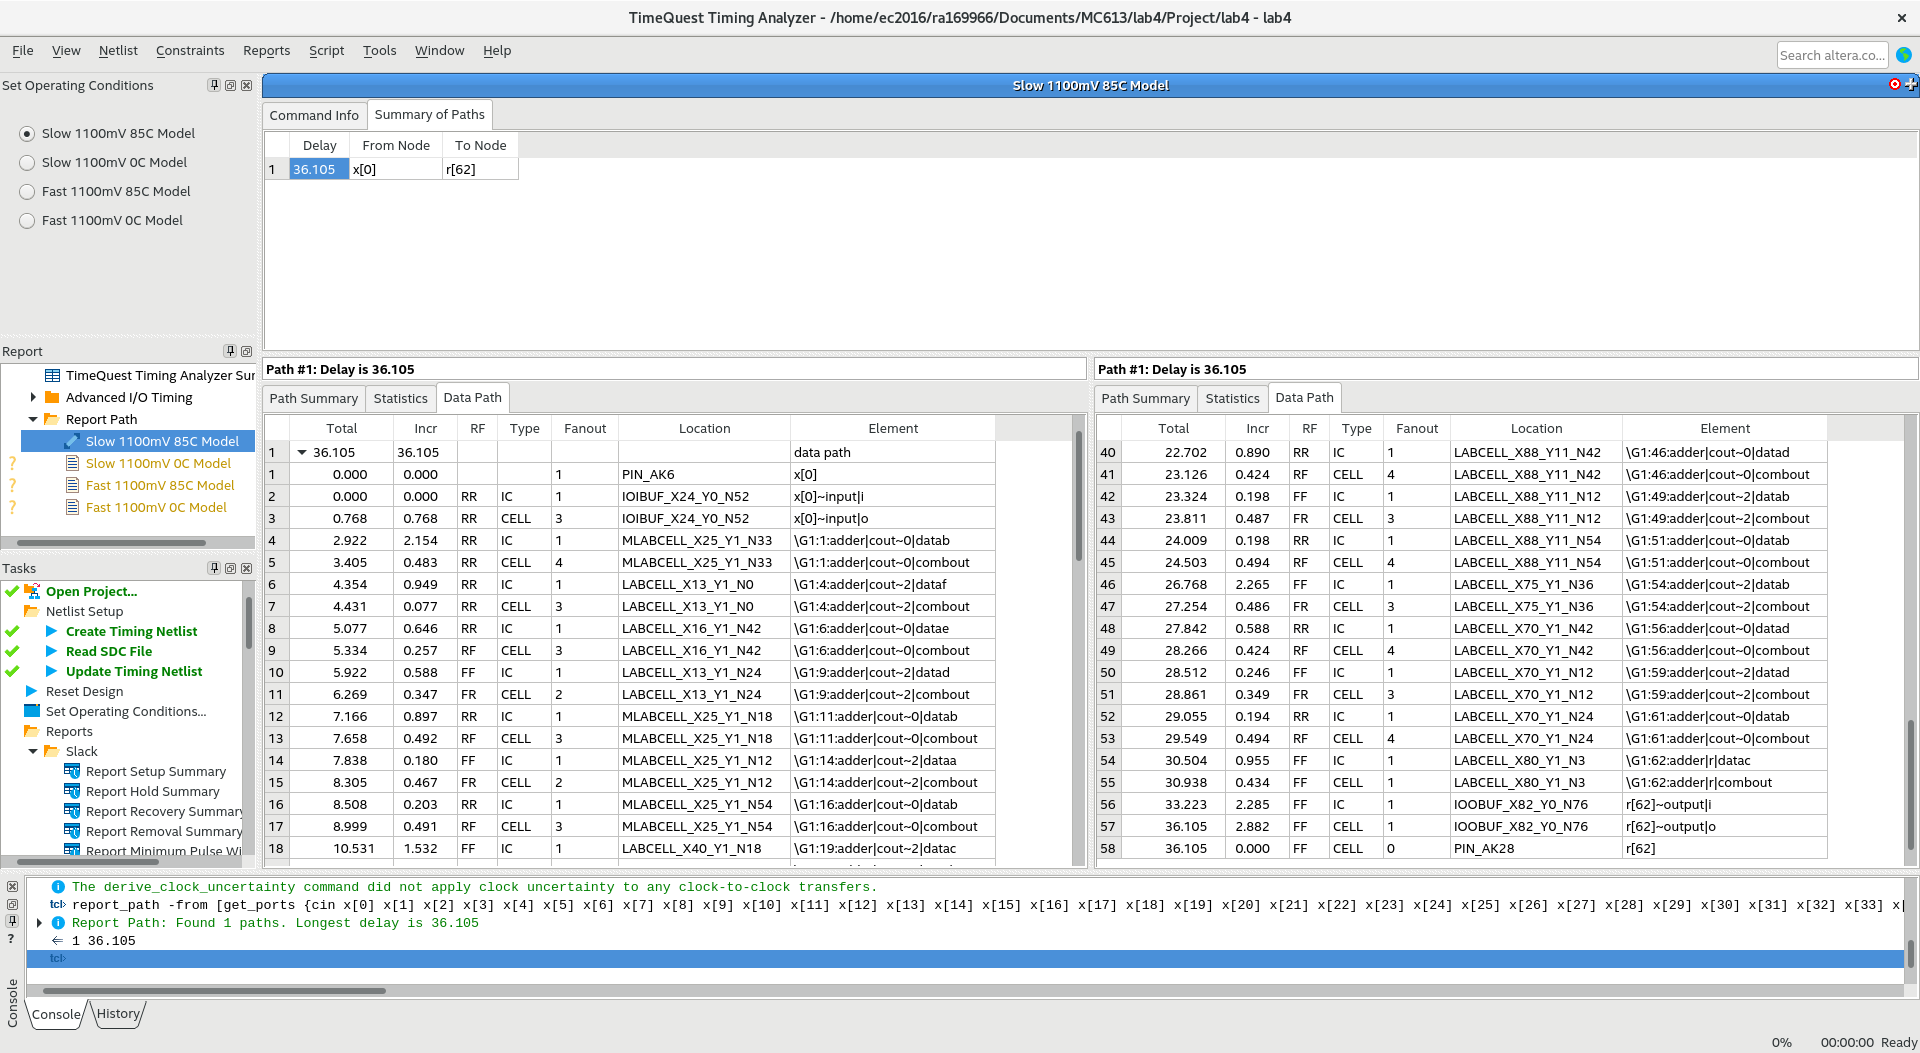 TimeQuest Timing Analyzer - /home/ec2016/ra169966/Documents/MC613/lab4/Project/lab4 - lab4
File View Netlist Constraints Reports Script Tools Window Help
Search altera.co...
Set Operating Conditions
Slow 1100mV 85C Model
Slow 1100mV 0C Model
Fast 1100mV 85C Model
Fast 1100mV 0C Model
Report
TimeQuest Timing Analyzer Sur
Advanced I/O Timing
Report Path
Slow 1100mV 85C Model
? Slow 1100mV 0C Model
? Fast 1100mV 85C Model
? Fast 1100mV 0C Model
Tasks
Open Project...
Netlist Setup
Create Timing Netlist
Read SDC File
Update Timing Netlist
Reset Design
Set Operating Conditions...
Reports
Slack
Report Setup Summary
Report Hold Summary
Report Recovery Summary
Report Removal Summary
Report Minimum Pulse Wi
Slow 1100mV 85C Model
Command Info Summary of Paths
Delay From Node To Node
1 36.105 x[0] r[62]
Path #1: Delay is 36.105
Path Summary Statistics Data Path
Total Incr RF Type Fanout Location Element
1 36.105 36.105 data path
1 0.000 0.000 1 PIN_AK6 x[0]
2 0.000 0.000 RR IC 1 IOIBUF_X24_Y0_N52 x[0]~input|i
3 0.768 0.768 RR CELL 3 IOIBUF_X24_Y0_N52 x[0]~input|o
4 2.922 2.154 RR IC 1 MLABCELL_X25_Y1_N33 \G1:1:adder|cout~0|datab
5 3.405 0.483 RR CELL 4 MLABCELL_X25_Y1_N33 \G1:1:adder|cout~0|combout
6 4.354 0.949 RR IC 1 LABCELL_X13_Y1_N0 \G1:4:adder|cout~2|dataf
7 4.431 0.077 RR CELL 3 LABCELL_X13_Y1_N0 \G1:4:adder|cout~2|combout
8 5.077 0.646 RR IC 1 LABCELL_X16_Y1_N42 \G1:6:adder|cout~0|datae
9 5.334 0.257 RF CELL 3 LABCELL_X16_Y1_N42 \G1:6:adder|cout~0|combout
10 5.922 0.588 FF IC 1 LABCELL_X13_Y1_N24 \G1:9:adder|cout~2|datad
11 6.269 0.347 FR CELL 2 LABCELL_X13_Y1_N24 \G1:9:adder|cout~2|combout
12 7.166 0.897 RR IC 1 MLABCELL_X25_Y1_N18 \G1:11:adder|cout~0|datab
13 7.658 0.492 RF CELL 3 MLABCELL_X25_Y1_N18 \G1:11:adder|cout~0|combout
14 7.838 0.180 FF IC 1 MLABCELL_X25_Y1_N12 \G1:14:adder|cout~2|dataa
15 8.305 0.467 FR CELL 2 MLABCELL_X25_Y1_N12 \G1:14:adder|cout~2|combout
16 8.508 0.203 RR IC 1 MLABCELL_X25_Y1_N54 \G1:16:adder|cout~0|datab
17 8.999 0.491 RF CELL 3 MLABCELL_X25_Y1_N54 \G1:16:adder|cout~0|combout
18 10.531 1.532 FF IC 1 LABCELL_X40_Y1_N18 \G1:19:adder|cout~2|datac
Path #1: Delay is 36.105
Path Summary Statistics Data Path
Total Incr RF Type Fanout Location Element
40 22.702 0.890 RR IC 1 LABCELL_X88_Y11_N42 \G1:46:adder|cout~0|datad
41 23.126 0.424 RF CELL 4 LABCELL_X88_Y11_N42 \G1:46:adder|cout~0|combout
42 23.324 0.198 FF IC 1 LABCELL_X88_Y11_N12 \G1:49:adder|cout~2|datab
43 23.811 0.487 FR CELL 3 LABCELL_X88_Y11_N12 \G1:49:adder|cout~2|combout
44 24.009 0.198 RR IC 1 LABCELL_X88_Y11_N54 \G1:51:adder|cout~0|datab
45 24.503 0.494 RF CELL 4 LABCELL_X88_Y11_N54 \G1:51:adder|cout~0|combout
46 26.768 2.265 FF IC 1 LABCELL_X75_Y1_N36 \G1:54:adder|cout~2|datab
47 27.254 0.486 FR CELL 3 LABCELL_X75_Y1_N36 \G1:54:adder|cout~2|combout
48 27.842 0.588 RR IC 1 LABCELL_X70_Y1_N42 \G1:56:adder|cout~0|datad
49 28.266 0.424 RF CELL 4 LABCELL_X70_Y1_N42 \G1:56:adder|cout~0|combout
50 28.512 0.246 FF IC 1 LABCELL_X70_Y1_N12 \G1:59:adder|cout~2|datad
51 28.861 0.349 FR CELL 3 LABCELL_X70_Y1_N12 \G1:59:adder|cout~2|combout
52 29.055 0.194 RR IC 1 LABCELL_X70_Y1_N24 \G1:61:adder|cout~0|datab
53 29.549 0.494 RF CELL 4 LABCELL_X70_Y1_N24 \G1:61:adder|cout~0|combout
54 30.504 0.955 FF IC 1 LABCELL_X80_Y1_N3 \G1:62:adder|r|datac
55 30.938 0.434 FF CELL 1 LABCELL_X80_Y1_N3 \G1:62:adder|r|combout
56 33.223 2.285 FF IC 1 IOOBUF_X82_Y0_N76 r[62]~output|i
57 36.105 2.882 FF CELL 1 IOOBUF_X82_Y0_N76 r[62]~output|o
58 36.105 0.000 FF CELL 0 PIN_AK28 r[62]
The derive_clock_uncertainty command did not apply clock uncertainty to any clock-to-clock transfers.
tcl> report_path -from [get_ports {cin x[0] x[1] x[2] x[3] x[4] x[5] x[6] x[7] x[8] x[9] x[10] x[11] x[12] x[13] x[14] x[15] x[16] x[17] x[18] x[19] x[20] x[21] x[22] x[23] x[24] x[25] x[26] x[27] x[28] x[29] x[30] x[31] x[32] x[33] x[
Report Path: Found 1 paths. Longest delay is 36.105
1 36.105
tcl>
?
Console
Console History
0% 00:00:00 Ready